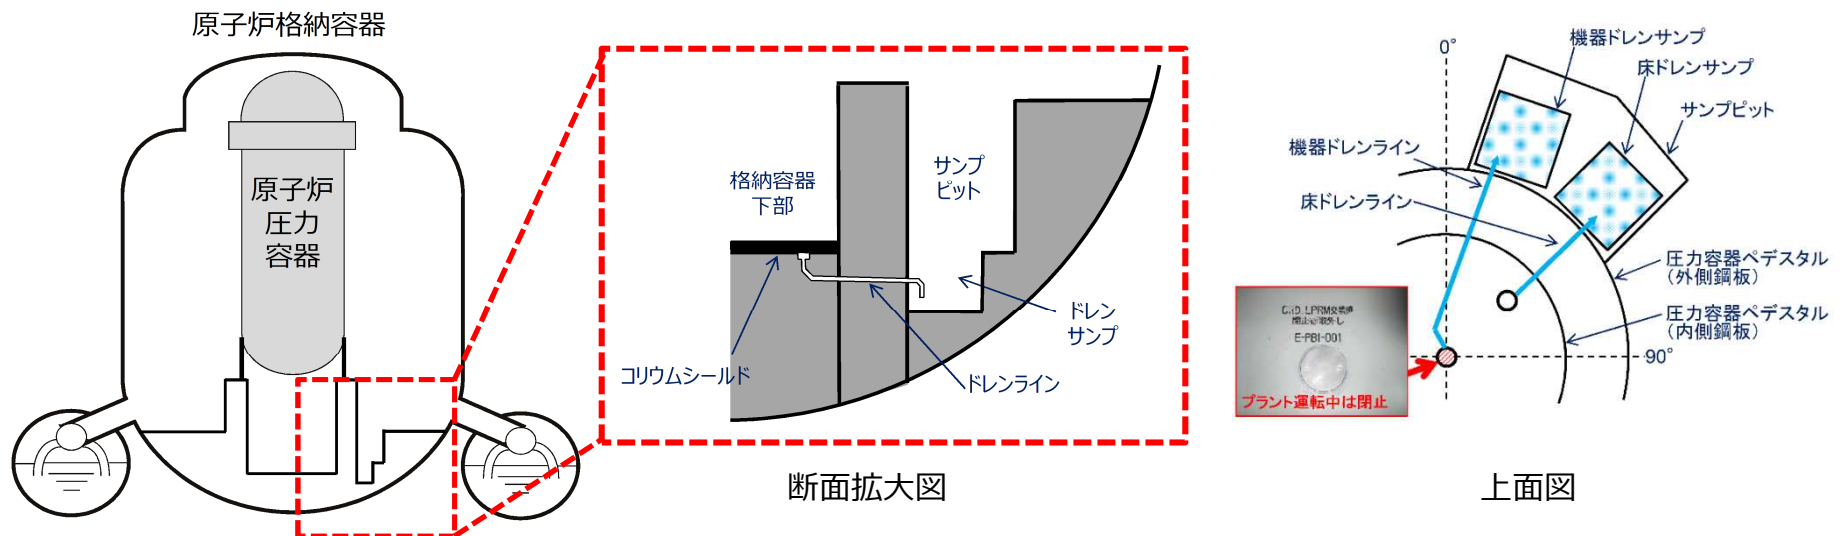 原子炉格納容器
原子炉
圧力
容器
格納容器
下部
サンプ
ピット
ドレン
サンプ
コリウムシールド
ドレンライン
断面拡大図
0°
機器ドレンサンプ
床ドレンサンプ
サンプピット
機器ドレンライン
床ドレンライン
圧力容器ペデスタル
(外側鋼板)
圧力容器ペデスタル
(内側鋼板)
90°
E-PBI-001
プラント運転中は閉止
上面図